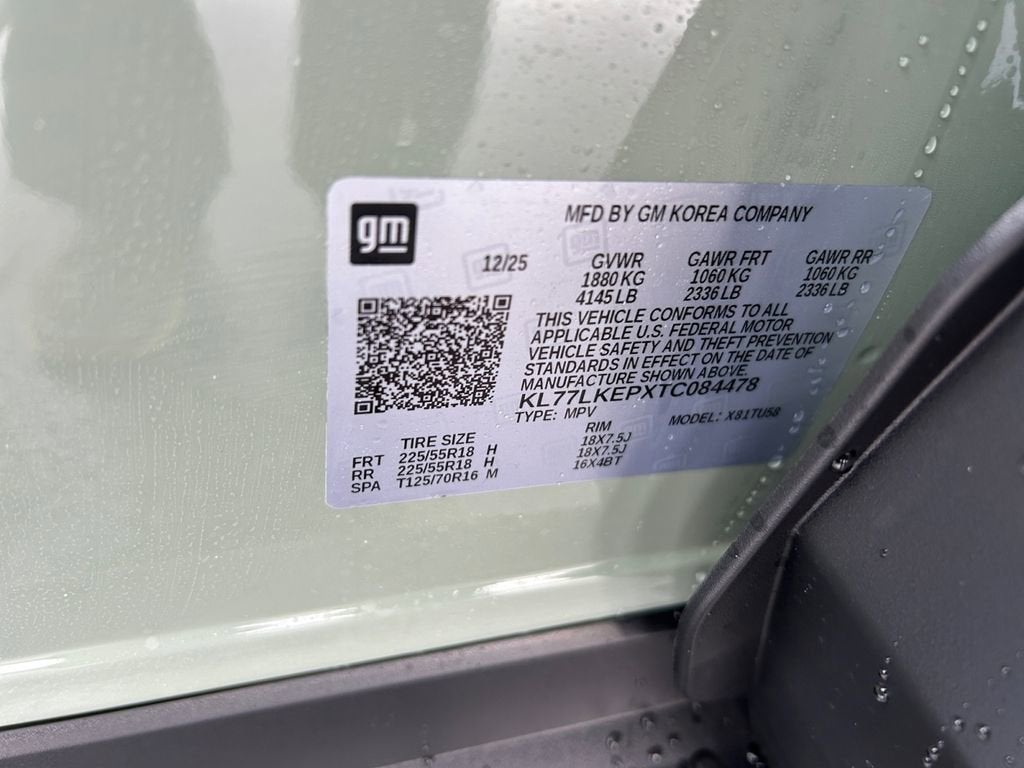 gm
MFD BY GM KOREA COMPANY
12/25 GVWR GAWR FRT GAWR RR
1880 KG 1060 KG 1060 KG
4145 LB 2336 LB 2336 LB
THIS VEHICLE CONFORMS TO ALL
APPLICABLE U.S. FEDERAL MOTOR
VEHICLE SAFETY AND THEFT PREVENTION
STANDARDS IN EFFECT ON THE DATE OF
MANUFACTURE SHOWN ABOVE.
KL77LKEPXTC084478
TYPE: MPV MODEL: X81TU58
TIRE SIZE RIM
FRT 225/55R18 H 18X7.5J
RR 225/55R18 H 18X7.5J
SPA T125/70R16 M 16X4BT